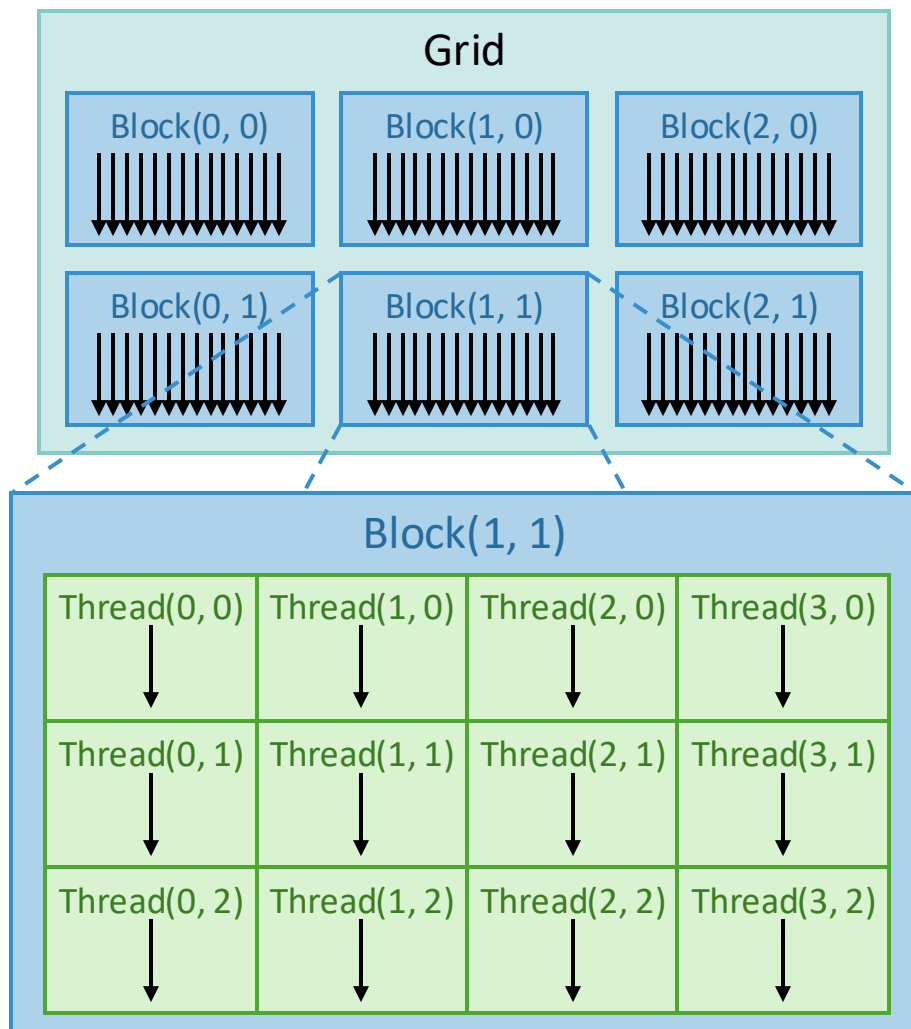 Grid
Block(0, 0) Block(1, 0) Block(2, 0)
Block(0, 1) Block(1, 1) Block(2, 1)
Block(1, 1)
Thread(0, 0) Thread(1, 0) Thread(2, 0) Thread(3, 0)
Thread(0, 1) Thread(1, 1) Thread(2, 1) Thread(3, 1)
Thread(0, 2) Thread(1, 2) Thread(2, 2) Thread(3, 2)